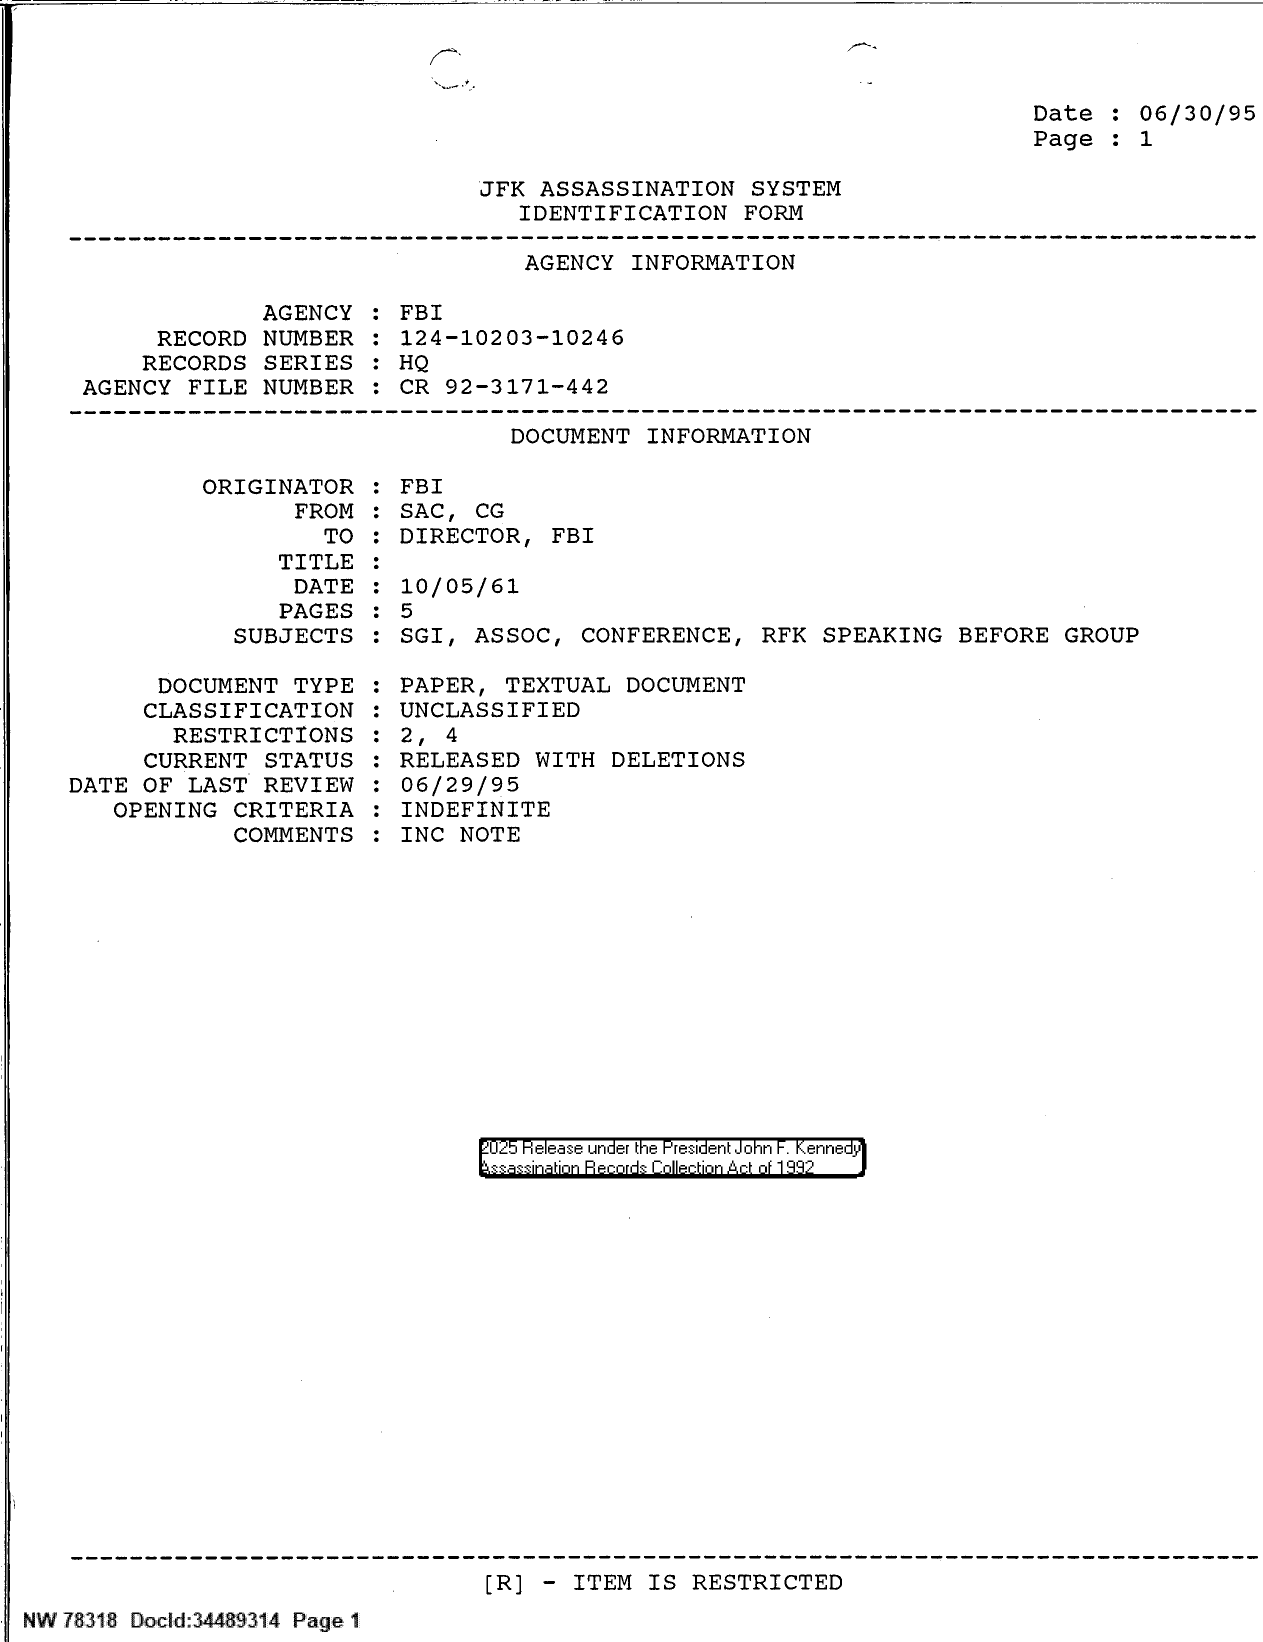 Date : 06/30/95
Page : 1
JFK ASSASSINATION SYSTEM
IDENTIFICATION FORM
--------------------------------------------------------------------------------
AGENCY INFORMATION
AGENCY : FBI
RECORD NUMBER : 124-10203-10246
RECORDS SERIES : HQ
AGENCY FILE NUMBER : CR 92-3171-442
--------------------------------------------------------------------------------
DOCUMENT INFORMATION
ORIGINATOR : FBI
FROM : SAC, CG
TO : DIRECTOR, FBI
TITLE :
DATE : 10/05/61
PAGES : 5
SUBJECTS : SGI, ASSOC, CONFERENCE, RFK SPEAKING BEFORE GROUP
DOCUMENT TYPE : PAPER, TEXTUAL DOCUMENT
CLASSIFICATION : UNCLASSIFIED
RESTRICTIONS : 2, 4
CURRENT STATUS : RELEASED WITH DELETIONS
DATE OF LAST REVIEW : 06/29/95
OPENING CRITERIA : INDEFINITE
COMMENTS : INC NOTE
2025 Release under the President John F. Kennedy
Assassination Records Collection Act of 1992
--------------------------------------------------------------------------------
[R] - ITEM IS RESTRICTED
NW 78318 DocId:34489314 Page 1